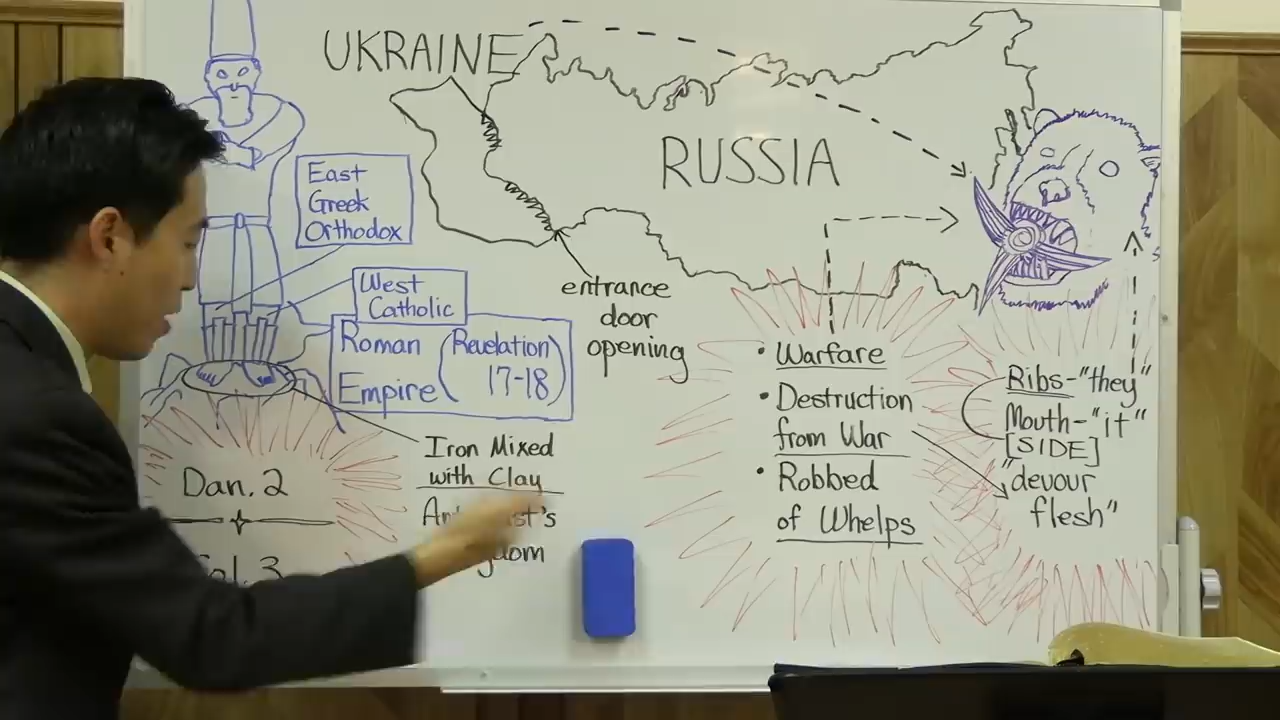 UKRAINE
RUSSIA
East
Greek
Orthodox
West
Catholic
Roman
Empire
(Revelation
17-18)
entrance
door
opening
Iron Mixed
with Clay
Dan. 2
3
• Warfare
• Destruction
from War
• Robbed
of Whelps
Ribs-"they"
Mouth-"it"
[SIDE]
"devour
flesh"